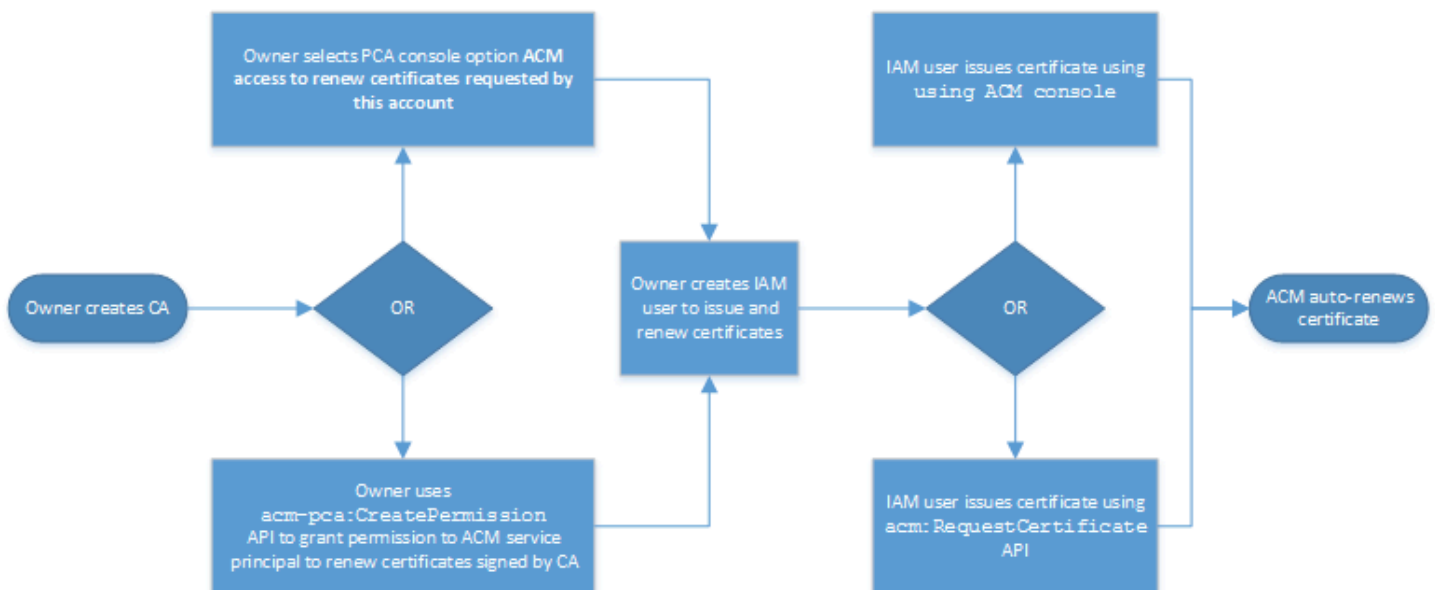 Owner creates CA
OR
Owner selects PCA console option ACM
access to renew certificates requested by
this account
Owner uses
acm-pca:CreatePermission
API to grant permission to ACM service
principal to renew certificates signed by CA
Owner creates IAM
user to issue and
renew certificates
OR
IAM user issues certificate using
using ACM console
IAM user issues certificate using
acm:RequestCertificate
API
ACM auto-renews
certificate